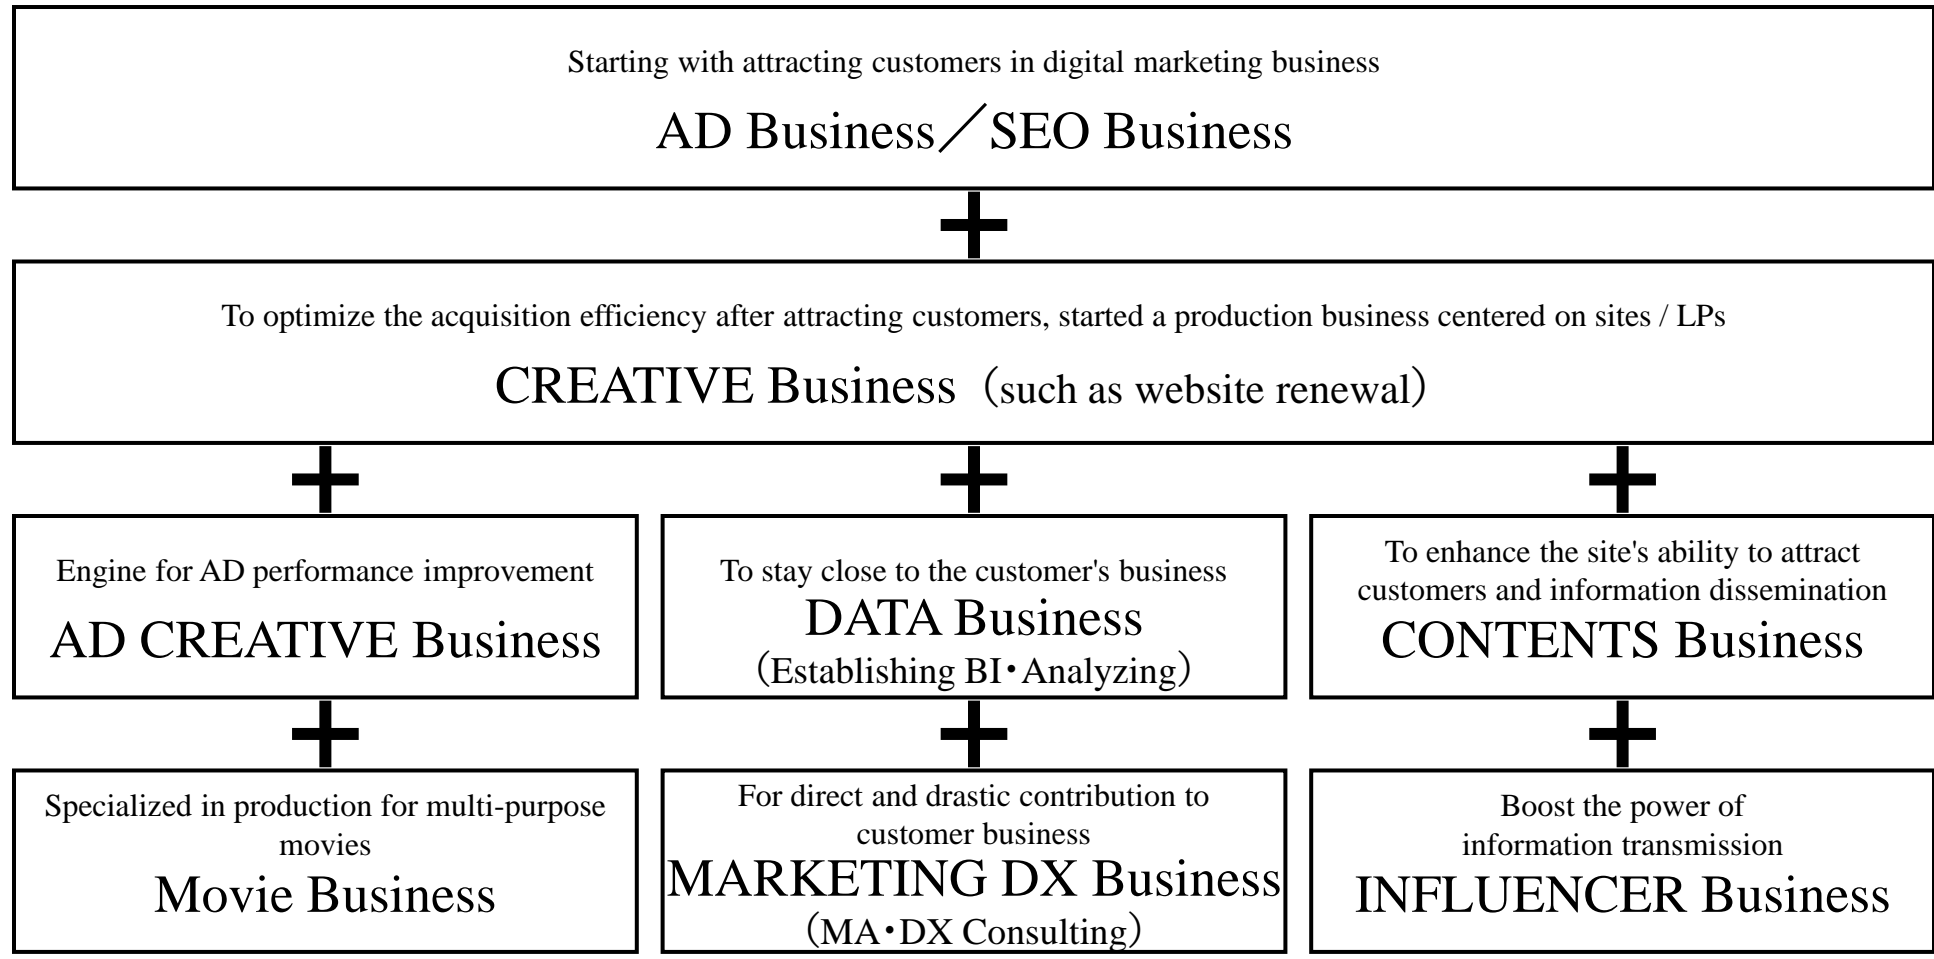 Starting with attracting customers in digital marketing business
AD Business／SEO Business
To optimize the acquisition efficiency after attracting customers, started a production business centered on sites / LPs
CREATIVE Business（such as website renewal）
Engine for AD performance improvement
AD CREATIVE Business
To stay close to the customer's business
DATA Business
（Establishing BI・Analyzing）
To enhance the site's ability to attract
customers and information dissemination
CONTENTS Business
Specialized in production for multi-purpose
movies
Movie Business
For direct and drastic contribution to
customer business
MARKETING DX Business
（MA・DX Consulting）
Boost the power of
information transmission
INFLUENCER Business